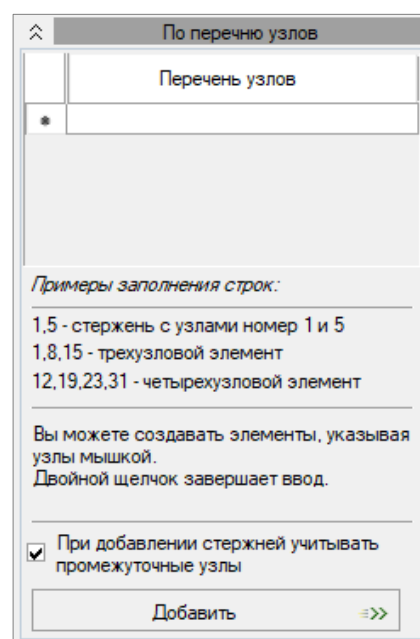 По перечню узлов
Перечень узлов
Примеры заполнения строк:
1,5 - стержень с узлами номер 1 и 5
1,8,15 - трехузловой элемент
12,19,23,31 - четырехузловой элемент
Вы можете создавать элементы, указывая
узлы мышкой.
Двойной щелчок завершает ввод.
При добавлении стержней учитывать
промежуточные узлы
Добавить